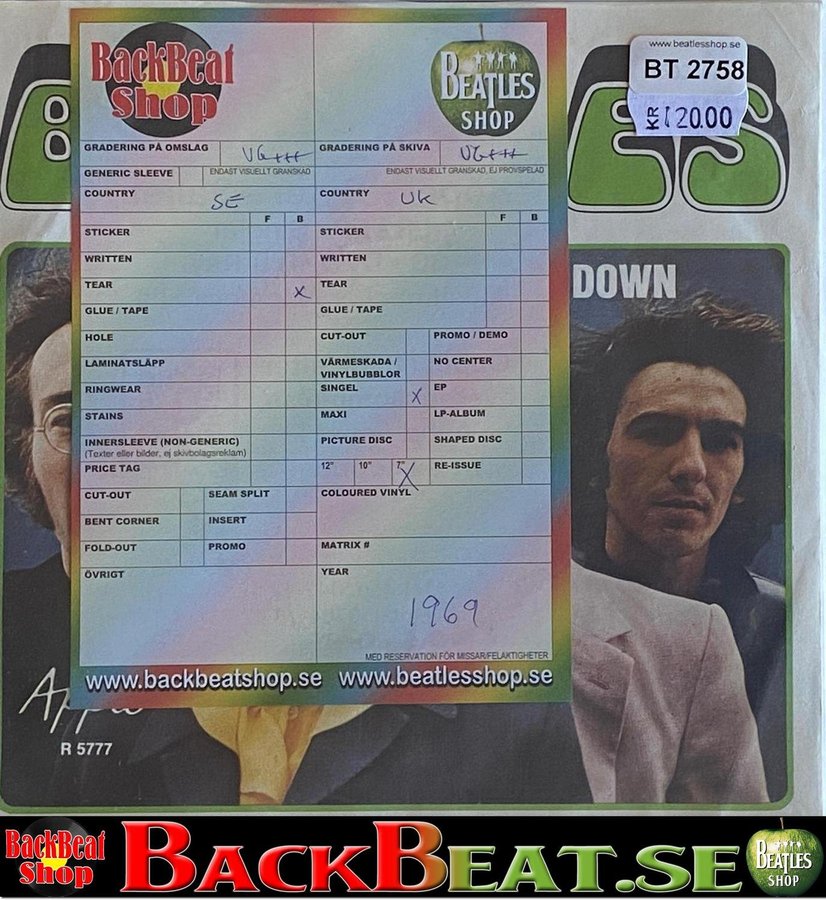 BackBeat
Shop
BEATLES
SHOP
www.beatlesshop.se
BT 2758
KR 120.00
B
ES
GRADERING PÅ OMSLAG VG+++ GRADERING PÅ SKIVA VG+++
GENERIC SLEEVE ENDAST VISUELLT GRANSKAD ENDAST VISUELLT GRANSKAD, EJ PROVSPELAD
COUNTRY SE COUNTRY UK
F B F B
STICKER STICKER
WRITTEN WRITTEN
TEAR X TEAR
DOWN
GLUE / TAPE GLUE / TAPE
HOLE CUT-OUT PROMO / DEMO
LAMINATSLÄPP VÄRMESKADA / NO CENTER
VINYLBUBBLOR
RINGWEAR SINGEL X EP
STAINS MAXI LP-ALBUM
INNERSLEEVE (NON-GENERIC) PICTURE DISC SHAPED DISC
(Texter eller bilder, ej skivbolagsreklam)
PRICE TAG 12" 10" 7" X RE-ISSUE
CUT-OUT SEAM SPLIT COLOURED VINYL
BENT CORNER INSERT
FOLD-OUT PROMO MATRIX #
ÖVRIGT YEAR
1969
MED RESERVATION FÖR MISSAR/FELAKTIGHETER
www.backbeatshop.se www.beatlesshop.se
Apple
R 5777
BackBeat
Shop
BACKBEAT.SE
BEATLES
SHOP